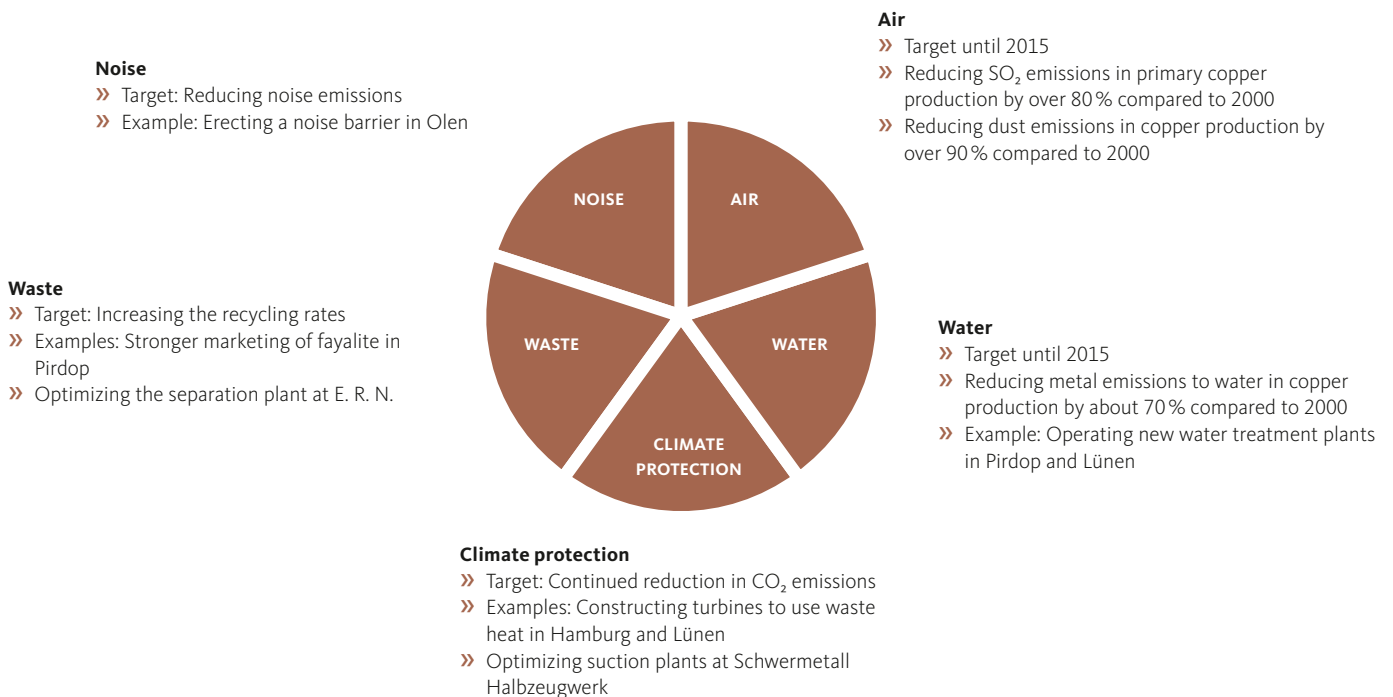 Air
» Target until 2015
» Reducing SO₂ emissions in primary copper
production by over 80 % compared to 2000
» Reducing dust emissions in copper production by
over 90 % compared to 2000
Noise
» Target: Reducing noise emissions
» Example: Erecting a noise barrier in Olen
NOISE
AIR
Waste
» Target: Increasing the recycling rates
» Examples: Stronger marketing of fayalite in
Pirdop
» Optimizing the separation plant at E. R. N.
WASTE
WATER
Water
» Target until 2015
» Reducing metal emissions to water in copper
production by about 70 % compared to 2000
» Example: Operating new water treatment plants
in Pirdop and Lünen
CLIMATE
PROTECTION
Climate protection
» Target: Continued reduction in CO₂ emissions
» Examples: Constructing turbines to use waste
heat in Hamburg and Lünen
» Optimizing suction plants at Schwermetall
Halbzeugwerk